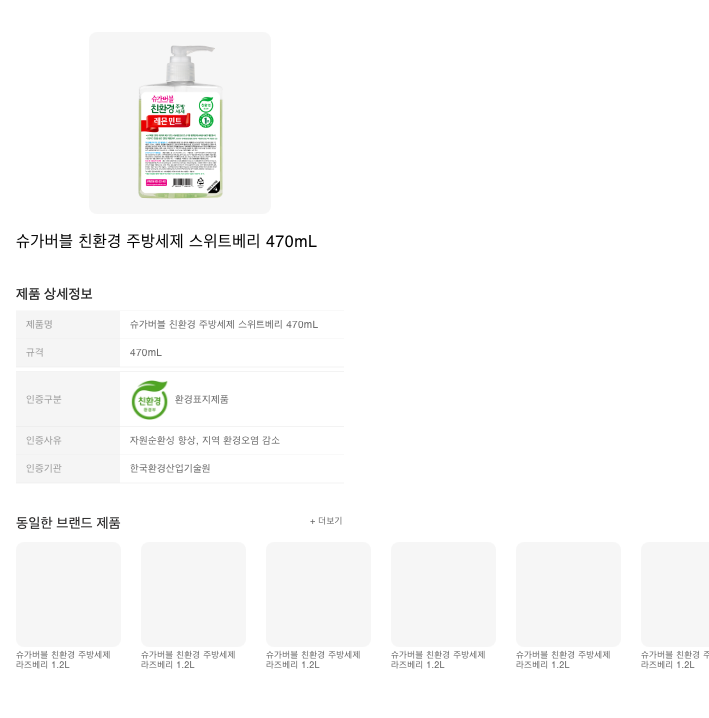 슈가버블
친환경 주방세제
레몬 민트
슈가버블 친환경 주방세제 스위트베리 470mL
제품 상세정보
제품명 슈가버블 친환경 주방세제 스위트베리 470mL
규격 470mL
인증구분 친환경 환경표지제품
인증사유 자원순환성 향상, 지역 환경오염 감소
인증기관 한국환경산업기술원
동일한 브랜드 제품 + 더보기
슈가버블 친환경 주방세제 슈가버블 친환경 주방세제 슈가버블 친환경 주방세제 슈가버블 친환경 주방세제 슈가버블 친환경 주방세제 슈가버블 친환경 주
라즈베리 1.2L 라즈베리 1.2L 라즈베리 1.2L 라즈베리 1.2L 라즈베리 1.2L 라즈베리 1.2L